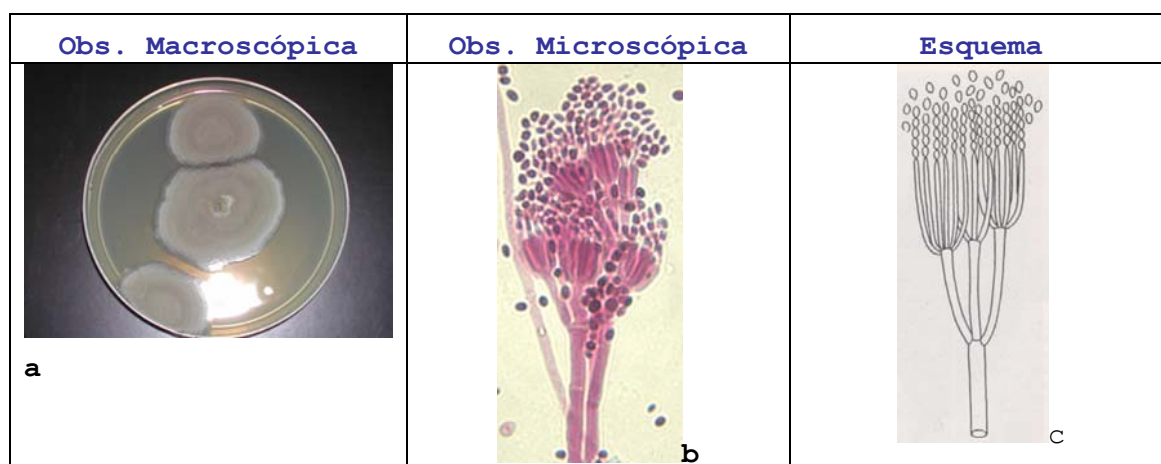 Obs. Macroscópica
Obs. Microscópica
Esquema
a
b
c